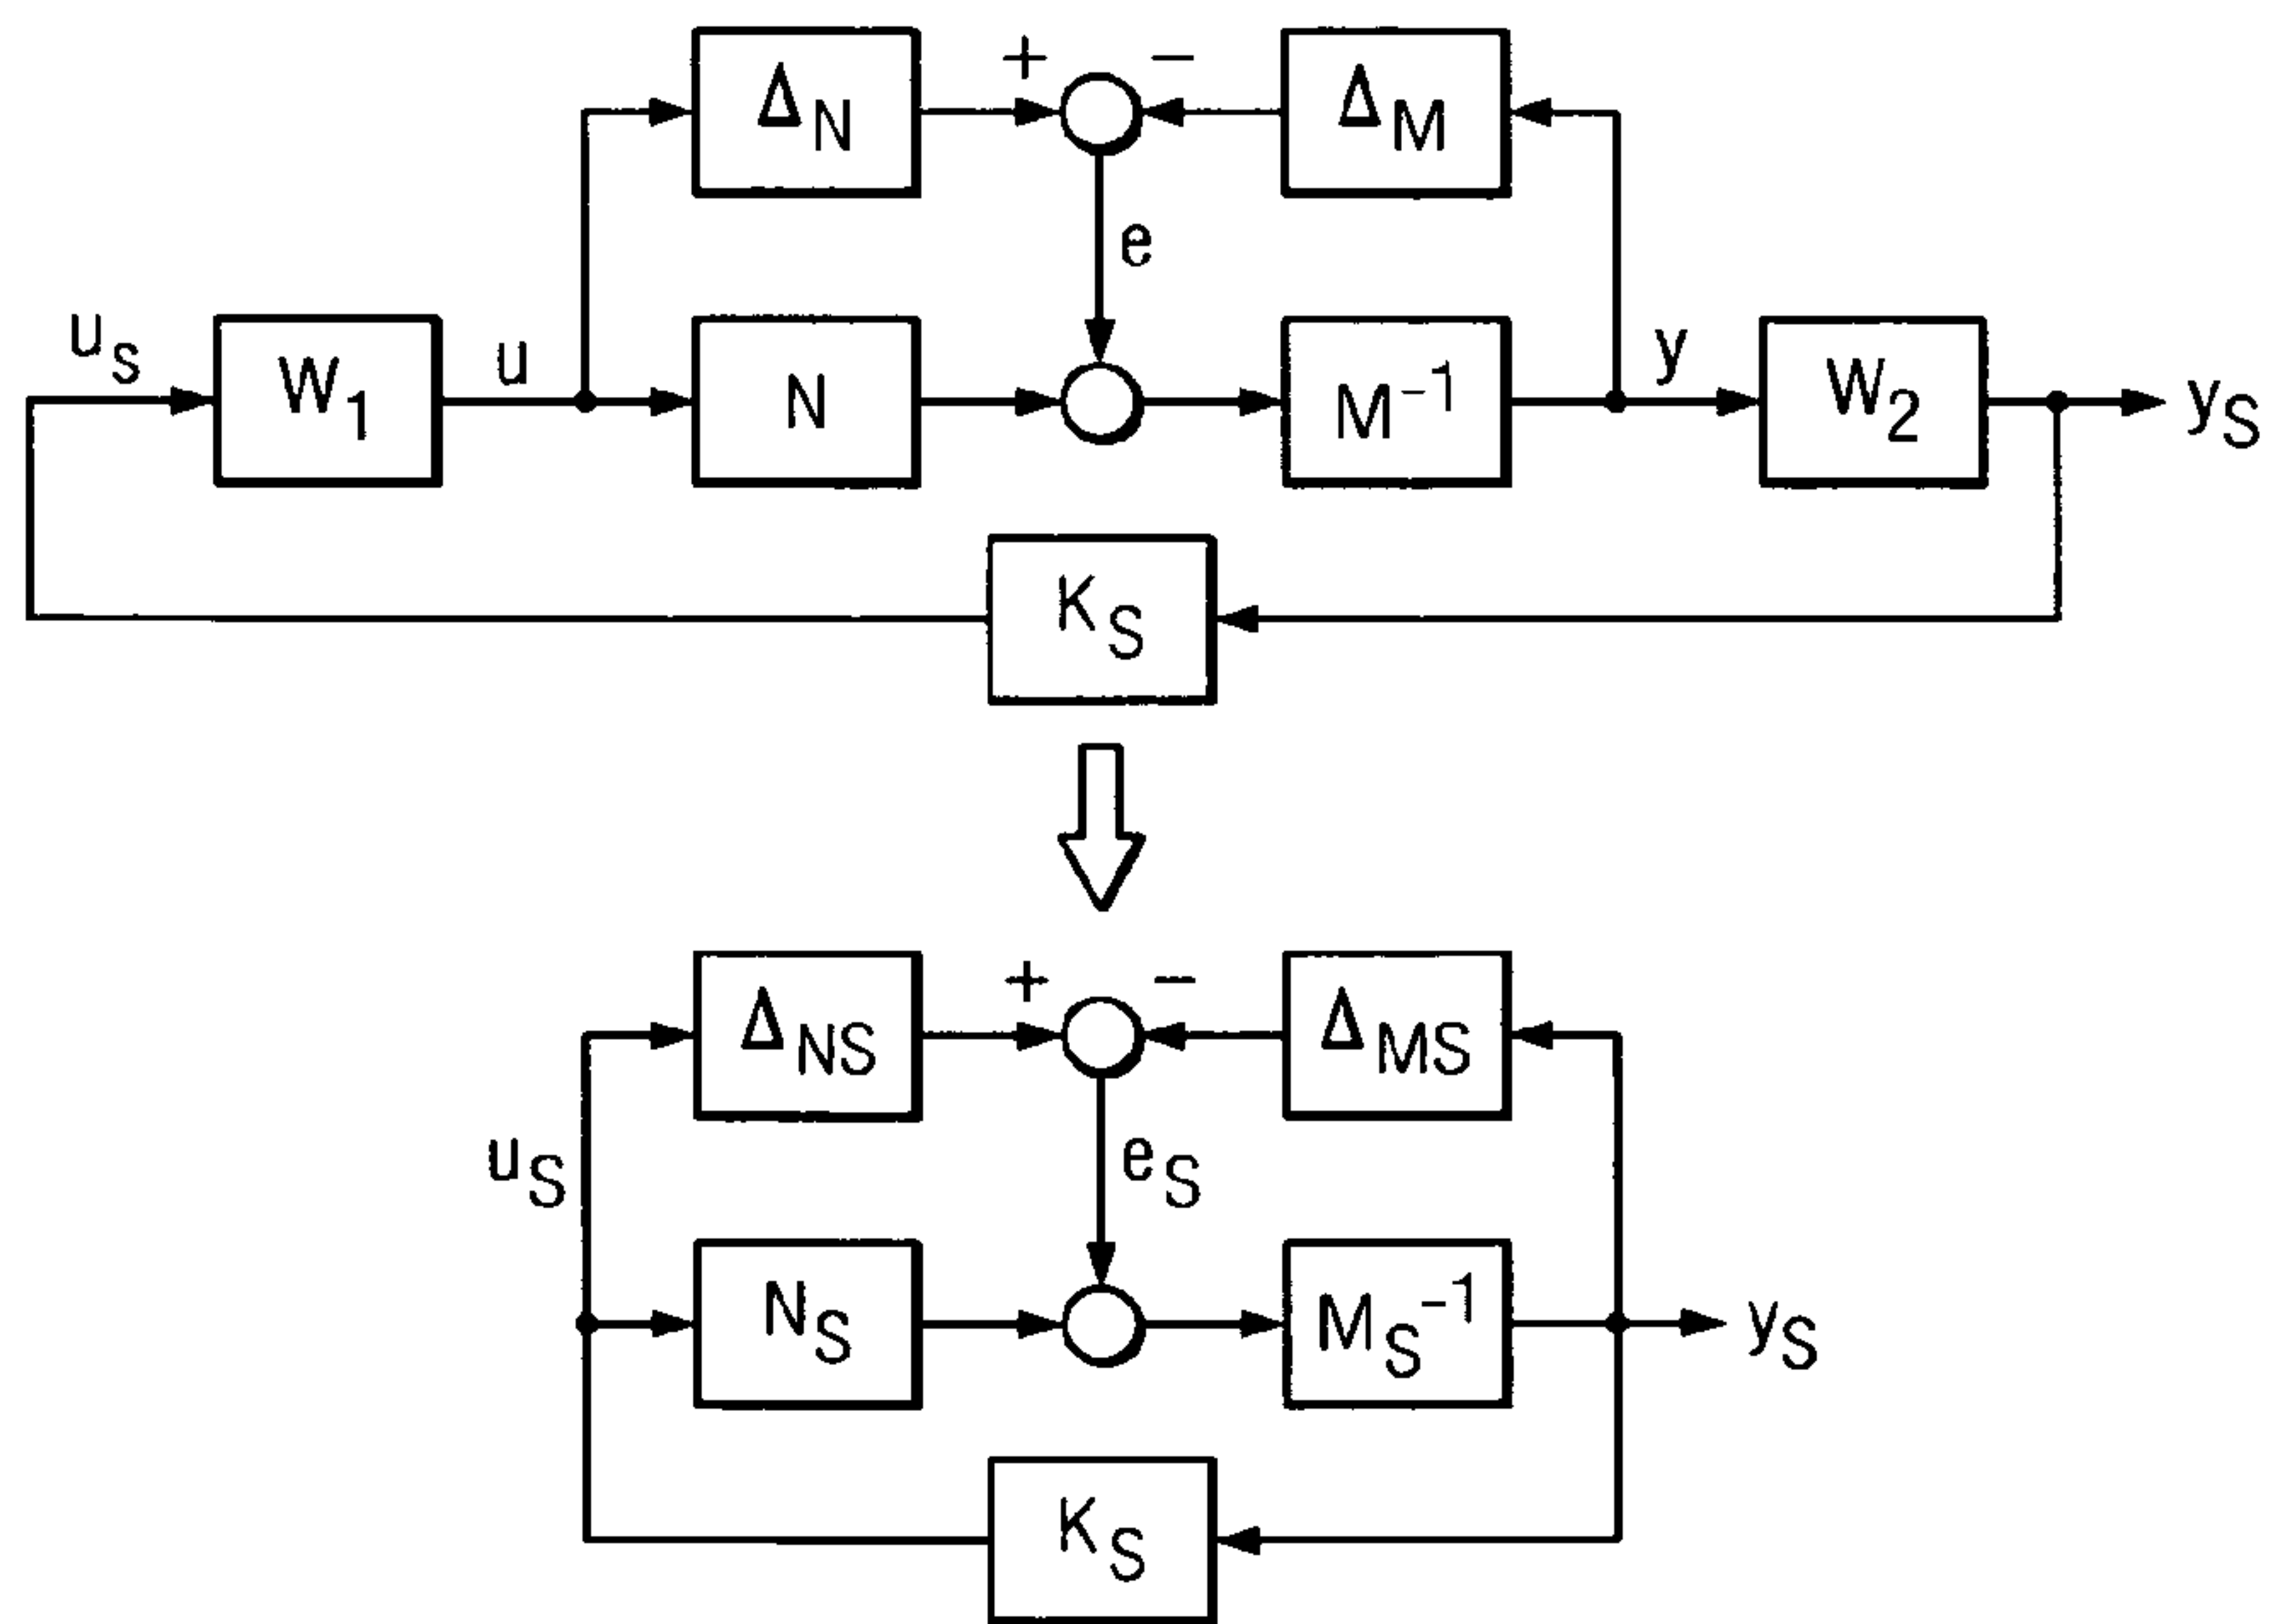 Δ_N + − Δ_M
e
u_s W_1 u N M^-1 y W_2 y_S
K_S
Δ_NS + − Δ_MS
u_S e_S
N_S M_S^-1 y_S
K_S